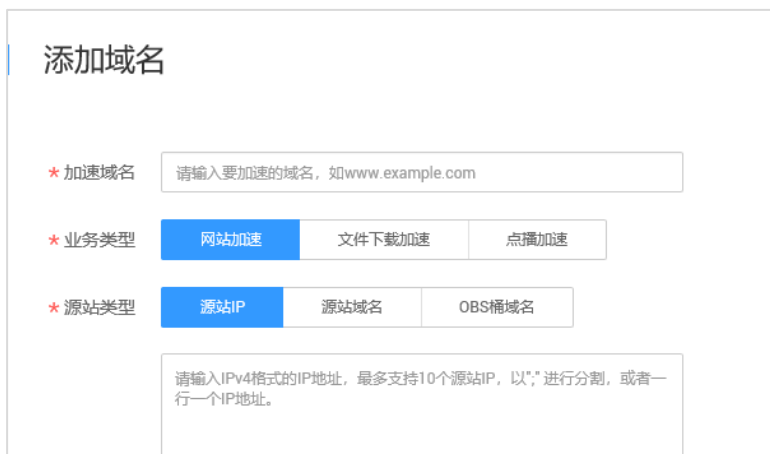 添加域名
* 加速域名 请输入要加速的域名，如www.example.com
* 业务类型 网站加速 文件下载加速 点播加速
* 源站类型 源站IP 源站域名 OBS桶域名
请输入IPv4格式的IP地址，最多支持10个源站IP，以";" 进行分割，或者一
行一个IP地址。